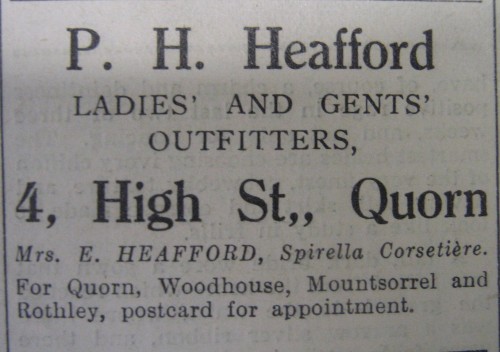 P. H. Heafford
LADIES' AND GENTS'
OUTFITTERS,
4, High St,, Quorn
Mrs. E. HEAFFORD, Spirella Corsetière.
For Quorn, Woodhouse, Mountsorrel and
Rothley, postcard for appointment.